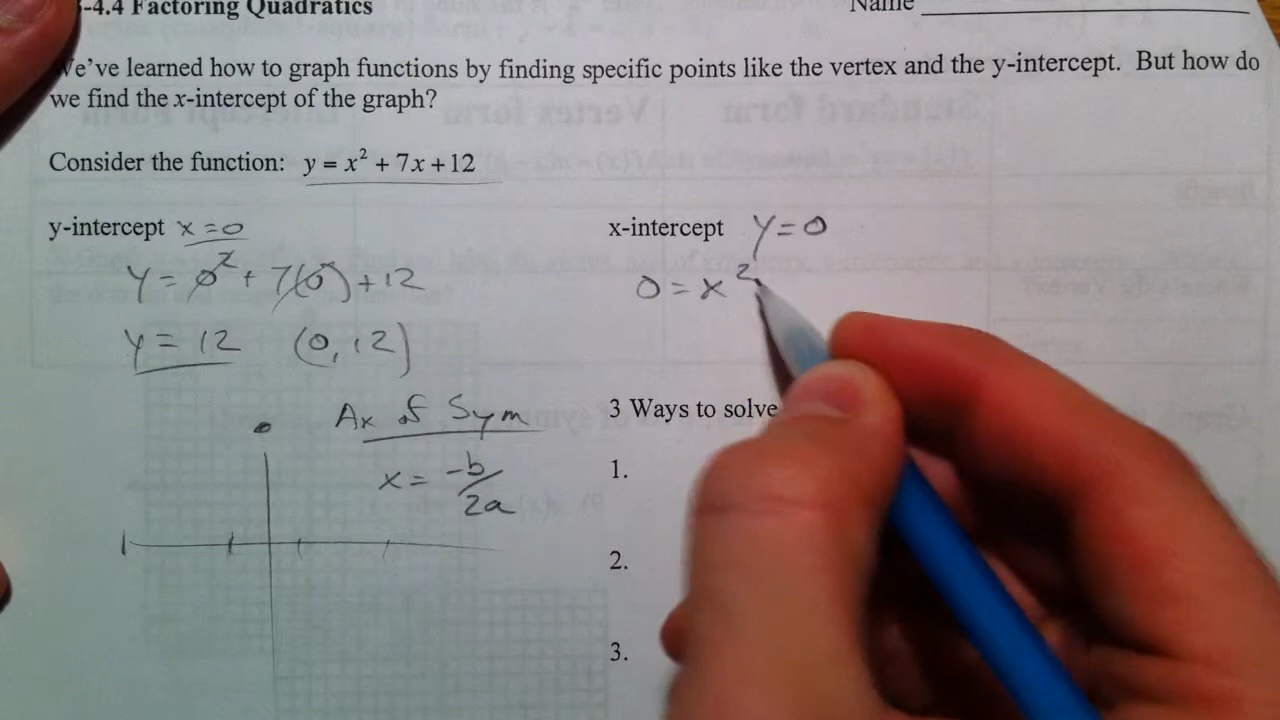 -4.4 Factoring Quadratics Name
We've learned how to graph functions by finding specific points like the vertex and the y-intercept. But how do
we find the x-intercept of the graph?
Consider the function: y = x² + 7x + 12
y-intercept x = 0
y = 0² + 7(0) + 12
y = 12 (0, 12)
Ax of Sym
x = -b/2a
x-intercept y = 0
0 = x²
3 Ways to solve
1.
2.
3.